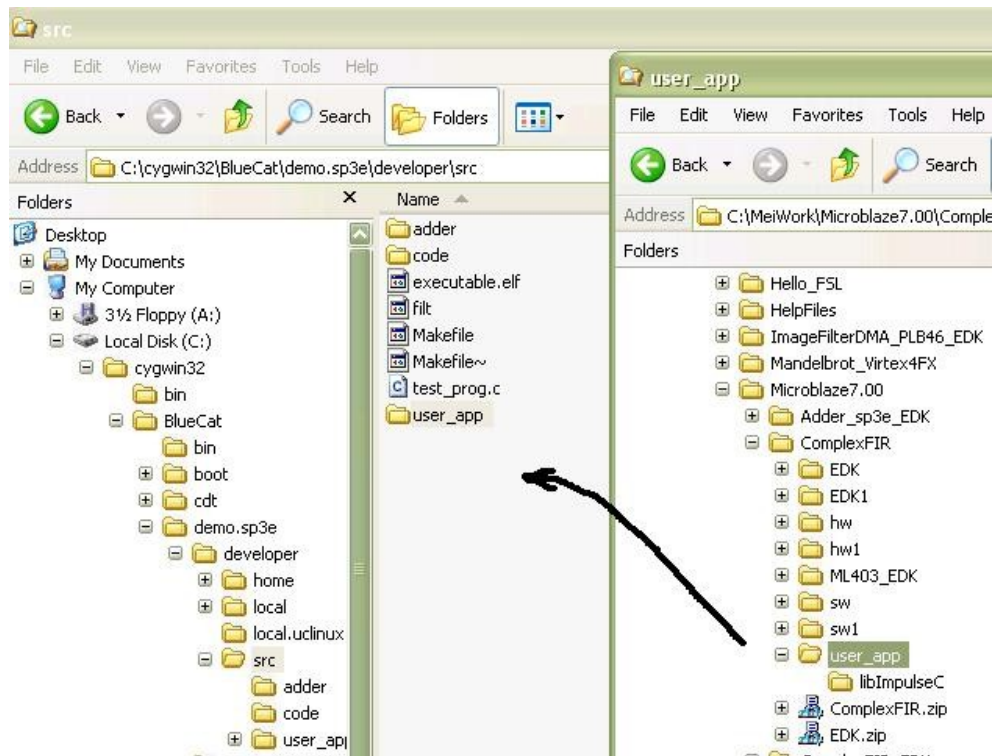 src
File Edit View Favorites Tools Help
Back Search Folders
Address C:\cygwin32\BlueCat\demo.sp3e\developer\src
Folders
Desktop
My Documents
My Computer
3½ Floppy (A:)
Local Disk (C:)
cygwin32
bin
BlueCat
bin
boot
cdt
demo.sp3e
developer
home
local
local.uclinux
src
adder
code
user_app
Name
adder
code
executable.elf
filt
Makefile
Makefile~
test_prog.c
user_app
user_app
File Edit View Favorites Tools Help
Back Search
Address C:\MeiWork\Microblaze7.00\Comple
Folders
Hello_FSL
HelpFiles
ImageFilterDMA_PLB46_EDK
Mandelbrot_Virtex4FX
Microblaze7.00
Adder_sp3e_EDK
ComplexFIR
EDK
EDK1
hw
hw1
ML403_EDK
sw
sw1
user_app
libImpulseC
ComplexFIR.zip
EDK.zip